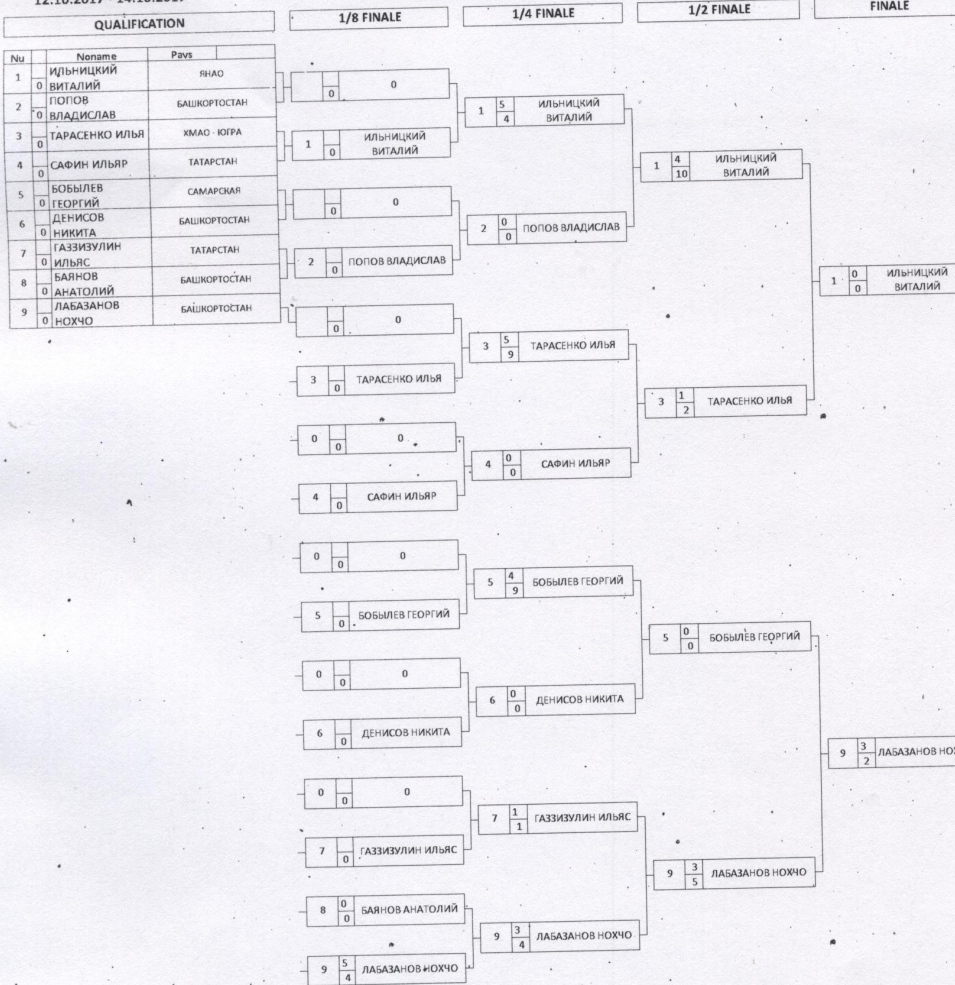 QUALIFICATION
1/8 FINALE
1/4 FINALE
1/2 FINALE
FINALE
Nu Noname Pavs
1 0 ИЛЬНИЦКИЙ ВИТАЛИЙ ЯНАО
2 0 ПОПОВ ВЛАДИСЛАВ БАШКОРТОСТАН
3 0 ТАРАСЕНКО ИЛЬЯ ХМАО - ЮГРА
4 0 САФИН ИЛЬЯР ТАТАРСТАН
5 0 БОБЫЛЕВ ГЕОРГИЙ САМАРСКАЯ
6 0 ДЕНИСОВ НИКИТА БАШКОРТОСТАН
7 0 ГАЗЗИЗУЛИН ИЛЬЯС ТАТАРСТАН
8 0 БАЯНОВ АНАТОЛИЙ БАШКОРТОСТАН
9 0 ЛАБАЗАНОВ НОХЧО БАШКОРТОСТАН
0 0
1 0 ИЛЬНИЦКИЙ
ВИТАЛИЙ
0 0
2 0 ПОПОВ ВЛАДИСЛАВ
0 0
3 0 ТАРАСЕНКО ИЛЬЯ
0 0 0
4 0 САФИН ИЛЬЯР
0 0 0
5 0 БОБЫЛЕВ ГЕОРГИЙ
0 0 0
6 0 ДЕНИСОВ НИКИТА
0 0 0
7 0 ГАЗЗИЗУЛИН ИЛЬЯС
8 0 0 БАЯНОВ АНАТОЛИЙ
9 5 4 ЛАБАЗАНОВ НОХЧО
1 5 4 ИЛЬНИЦКИЙ
ВИТАЛИЙ
2 0 0 ПОПОВ ВЛАДИСЛАВ
3 5 9 ТАРАСЕНКО ИЛЬЯ
4 0 0 САФИН ИЛЬЯР
5 4 9 БОБЫЛЕВ ГЕОРГИЙ
6 0 0 ДЕНИСОВ НИКИТА
7 1 1 ГАЗЗИЗУЛИН ИЛЬЯС
9 3 4 ЛАБАЗАНОВ НОХЧО
1 4 10 ИЛЬНИЦКИЙ
ВИТАЛИЙ
3 1 2 ТАРАСЕНКО ИЛЬЯ
5 0 0 БОБЫЛЕВ ГЕОРГИЙ
9 3 5 ЛАБАЗАНОВ НОХЧО
1 0 0 ИЛЬНИЦКИЙ
ВИТАЛИЙ
9 3 2 ЛАБАЗАНОВ